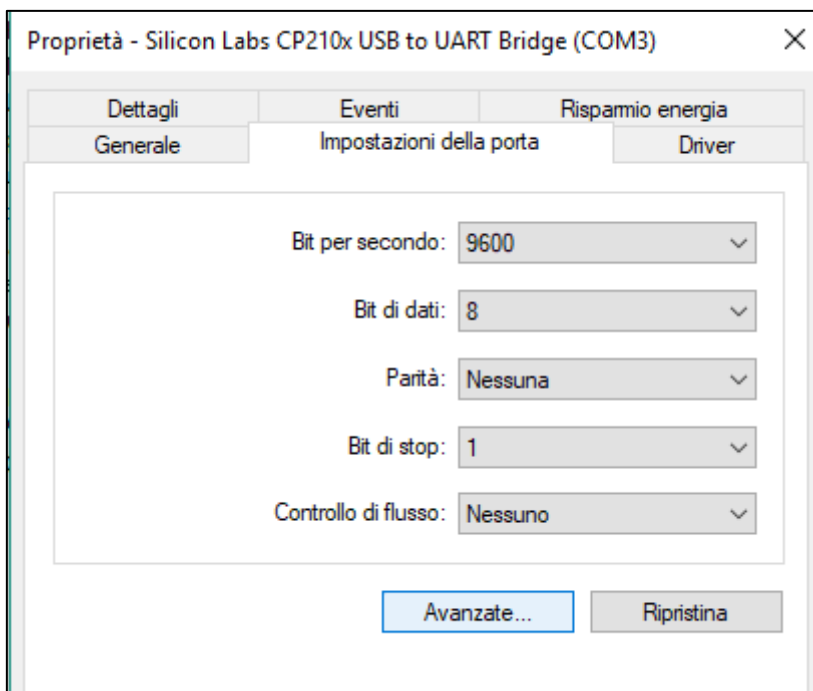 Proprietà - Silicon Labs CP210x USB to UART Bridge (COM3)
Dettagli Eventi Risparmio energia
Generale Impostazioni della porta Driver
Bit per secondo: 9600
Bit di dati: 8
Parità: Nessuna
Bit di stop: 1
Controllo di flusso: Nessuno
Avanzate... Ripristina